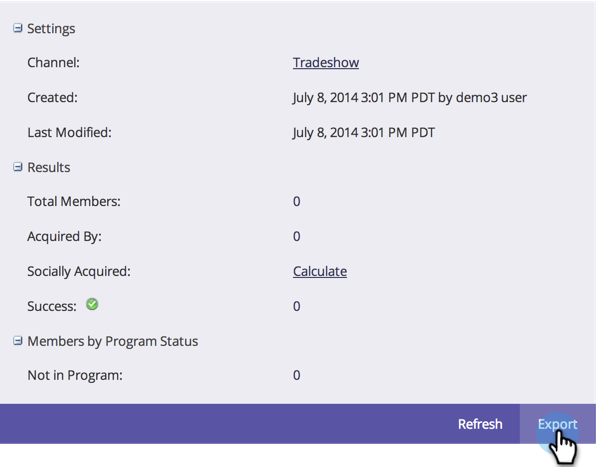 Settings
Channel: Tradeshow
Created: July 8, 2014 3:01 PM PDT by demo3 user
Last Modified: July 8, 2014 3:01 PM PDT
Results
Total Members: 0
Acquired By: 0
Socially Acquired: Calculate
Success: 0
Members by Program Status
Not in Program: 0
Refresh Export